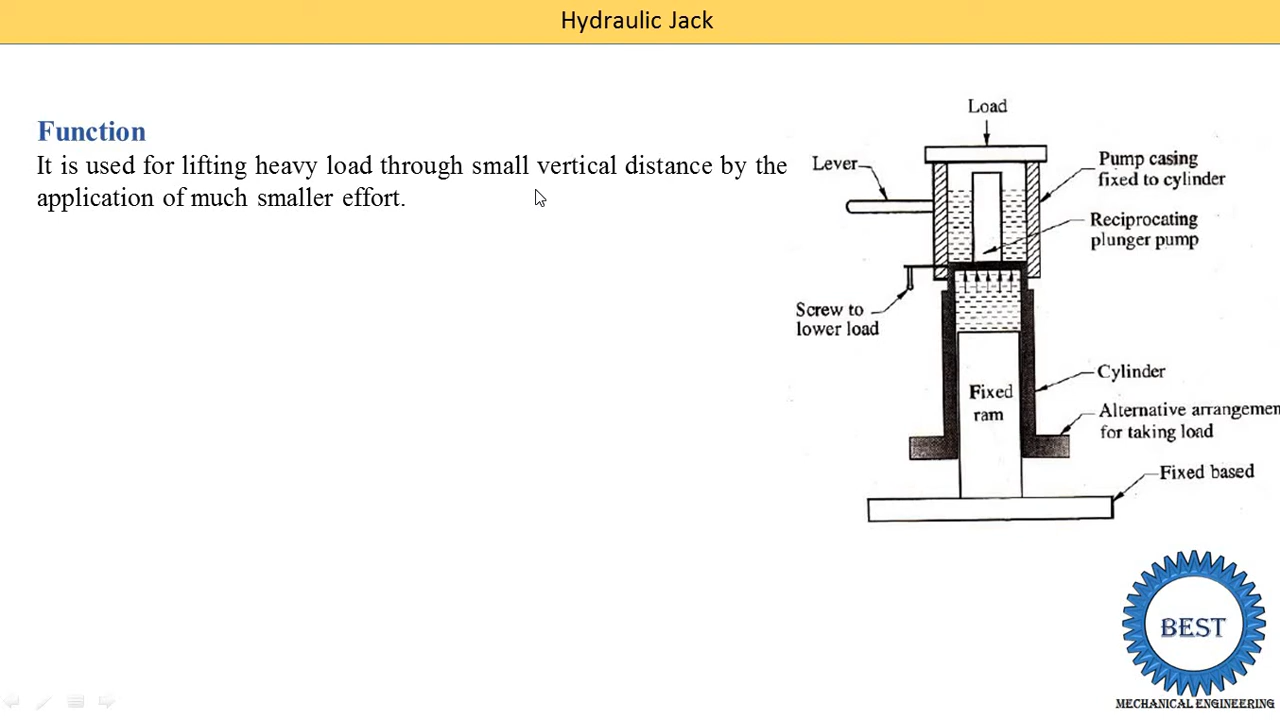 Hydraulic Jack
Function
It is used for lifting heavy load through small vertical distance by the
application of much smaller effort.
Load
Lever
Pump casing
fixed to cylinder
Reciprocating
plunger pump
Screw to
lower load
Cylinder
Fixed
ram
Alternative arrangemen
for taking load
Fixed based
BEST
MECHANICAL ENGINEERING